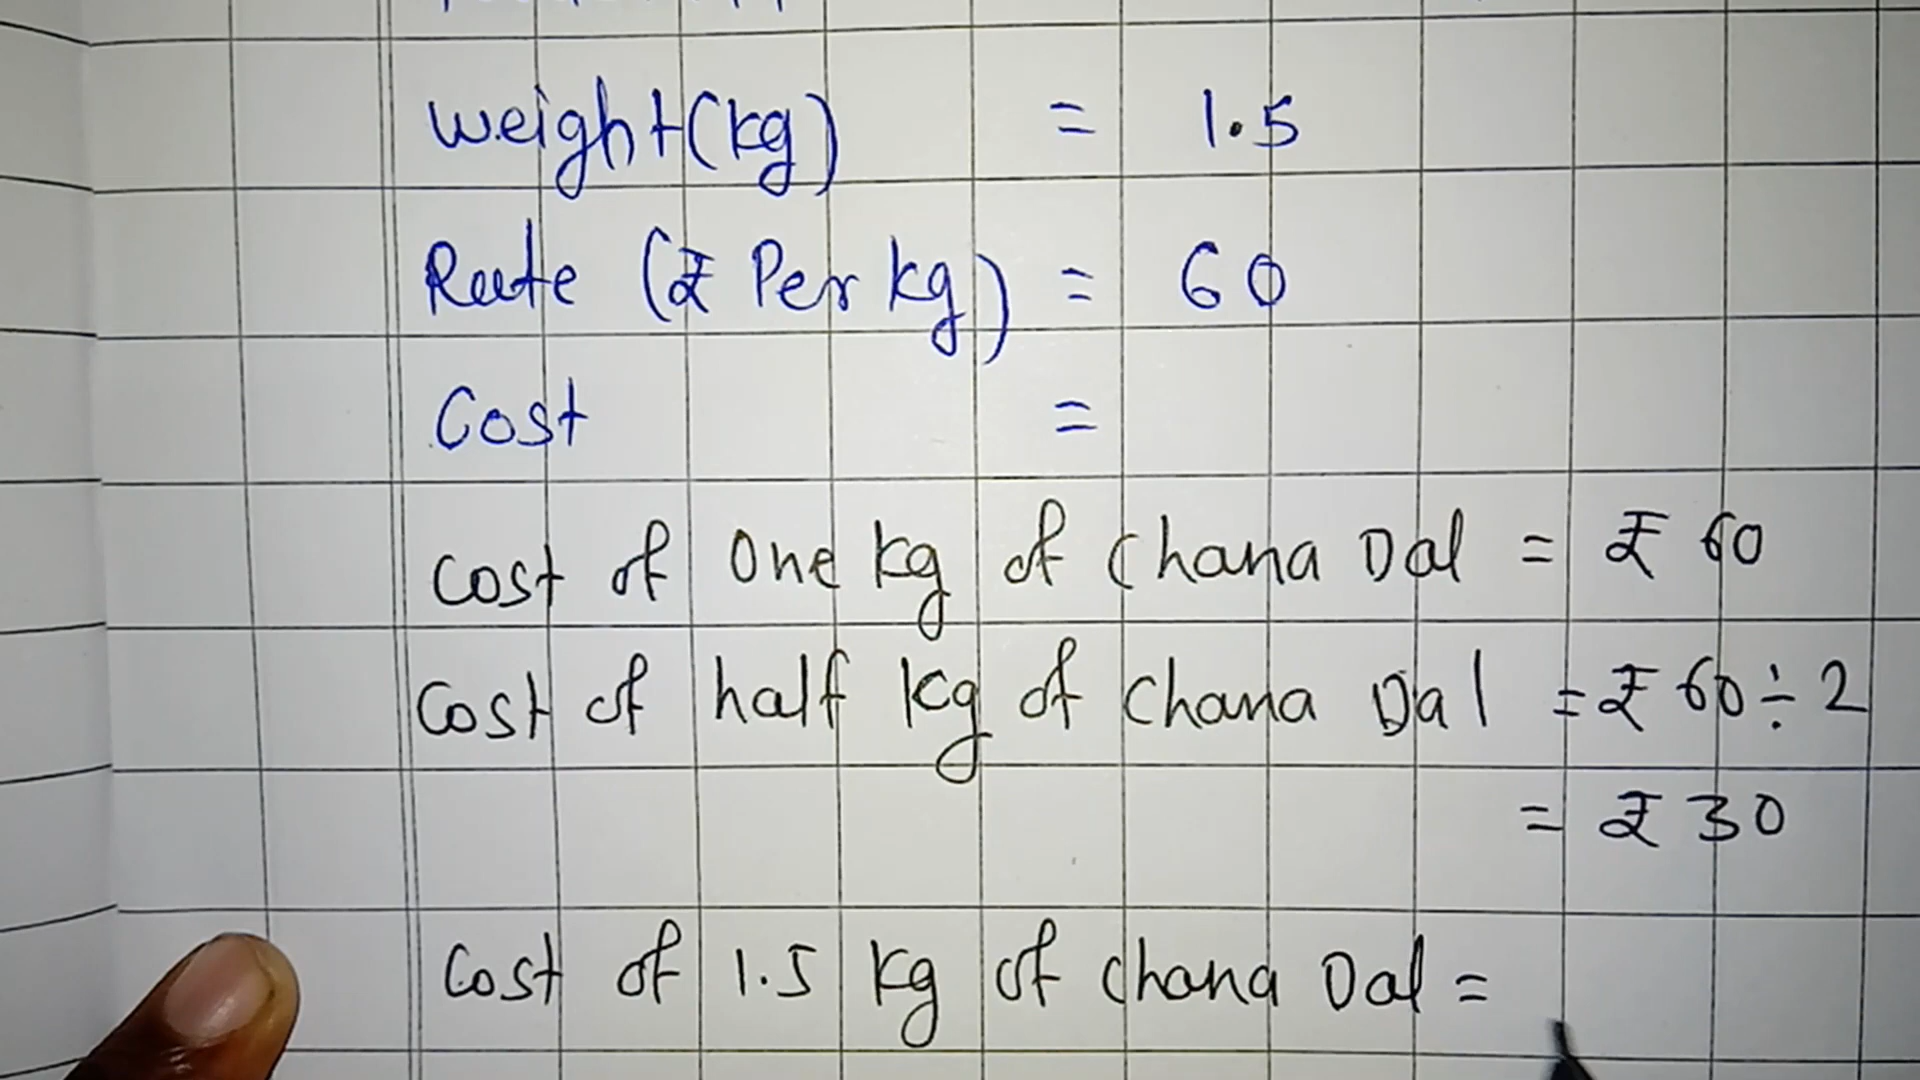 Weight(kg) = 1.5
Rate (₹ Per kg) = 60
Cost =
Cost of One kg of Chana Dal = ₹ 60
Cost of half kg of Chana Dal = ₹ 60 ÷ 2
= ₹ 30
Cost of 1.5 kg of Chana Dal =